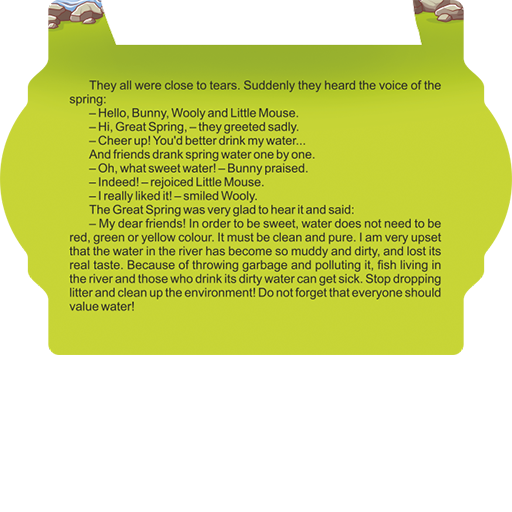 They all were close to tears. Suddenly they heard the voice of the
spring:
– Hello, Bunny, Wooly and Little Mouse.
– Hi, Great Spring, – they greeted sadly.
– Cheer up! You'd better drink my water...
And friends drank spring water one by one.
– Oh, what sweet water! – Bunny praised.
– Indeed! – rejoiced Little Mouse.
– I really liked it! – smiled Wooly.
The Great Spring was very glad to hear it and said:
– My dear friends! In order to be sweet, water does not need to be
red, green or yellow colour. It must be clean and pure. I am very upset
that the water in the river has become so muddy and dirty, and lost its
real taste. Because of throwing garbage and polluting it, fish living in
the river and those who drink its dirty water can get sick. Stop dropping
litter and clean up the environment! Do not forget that everyone should
value water!